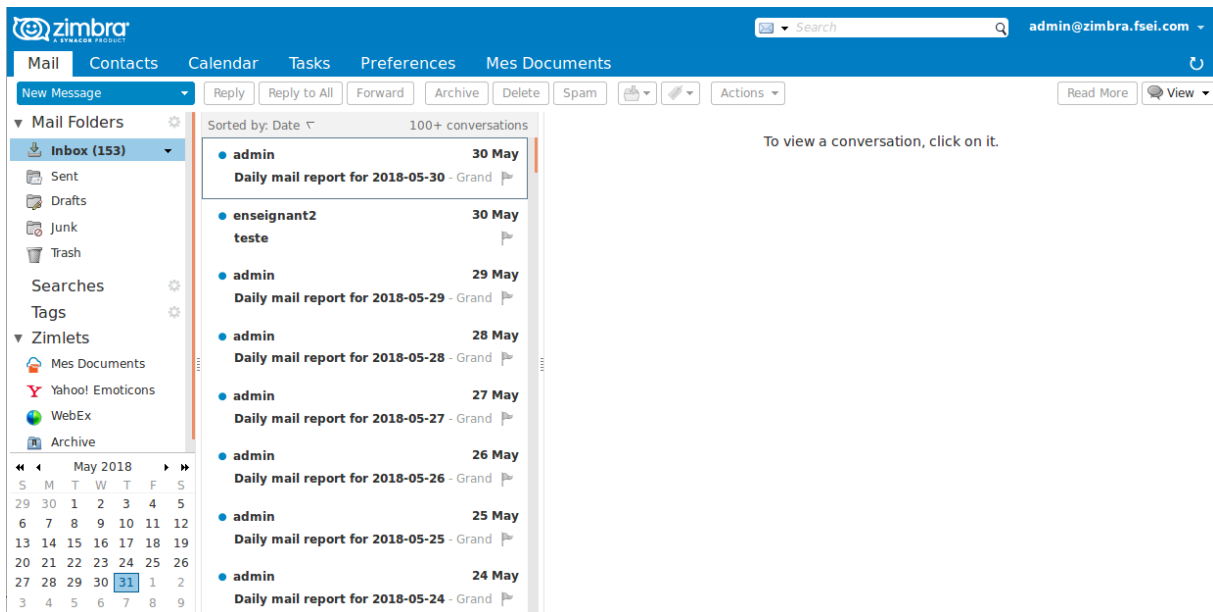 zimbra
A SYNACOR PRODUCT
Search
admin@zimbra.fsei.com
Mail Contacts Calendar Tasks Preferences Mes Documents
New Message
Reply Reply to All Forward Archive Delete Spam Actions Read More View
Mail Folders
Inbox (153)
Sent
Drafts
Junk
Trash
Searches
Tags
Zimlets
Mes Documents
Yahoo! Emoticons
WebEx
Archive
May 2018
S M T W T F S
29 30 1 2 3 4 5
6 7 8 9 10 11 12
13 14 15 16 17 18 19
20 21 22 23 24 25 26
27 28 29 30 31 1 2
3 4 5 6 7 8 9
Sorted by: Date 100+ conversations
admin 30 May
Daily mail report for 2018-05-30 - Grand
enseignant2 30 May
teste
admin 29 May
Daily mail report for 2018-05-29 - Grand
admin 28 May
Daily mail report for 2018-05-28 - Grand
admin 27 May
Daily mail report for 2018-05-27 - Grand
admin 26 May
Daily mail report for 2018-05-26 - Grand
admin 25 May
Daily mail report for 2018-05-25 - Grand
admin 24 May
Daily mail report for 2018-05-24 - Grand
To view a conversation, click on it.